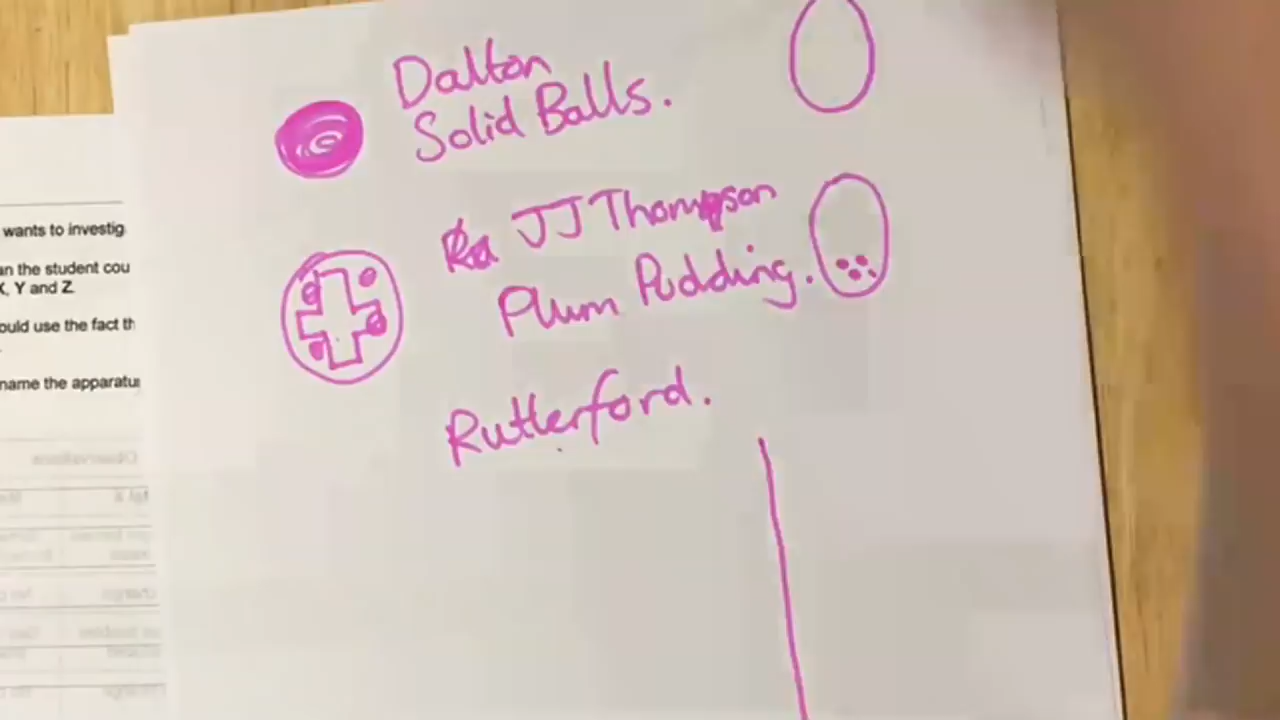 Dalton
Solid Balls.
JJ Thompson
Plum Pudding.
Rutherford.
wants to investig
an the student cou
X, Y and Z.
ould use the fact th
name the apparatu
Observations